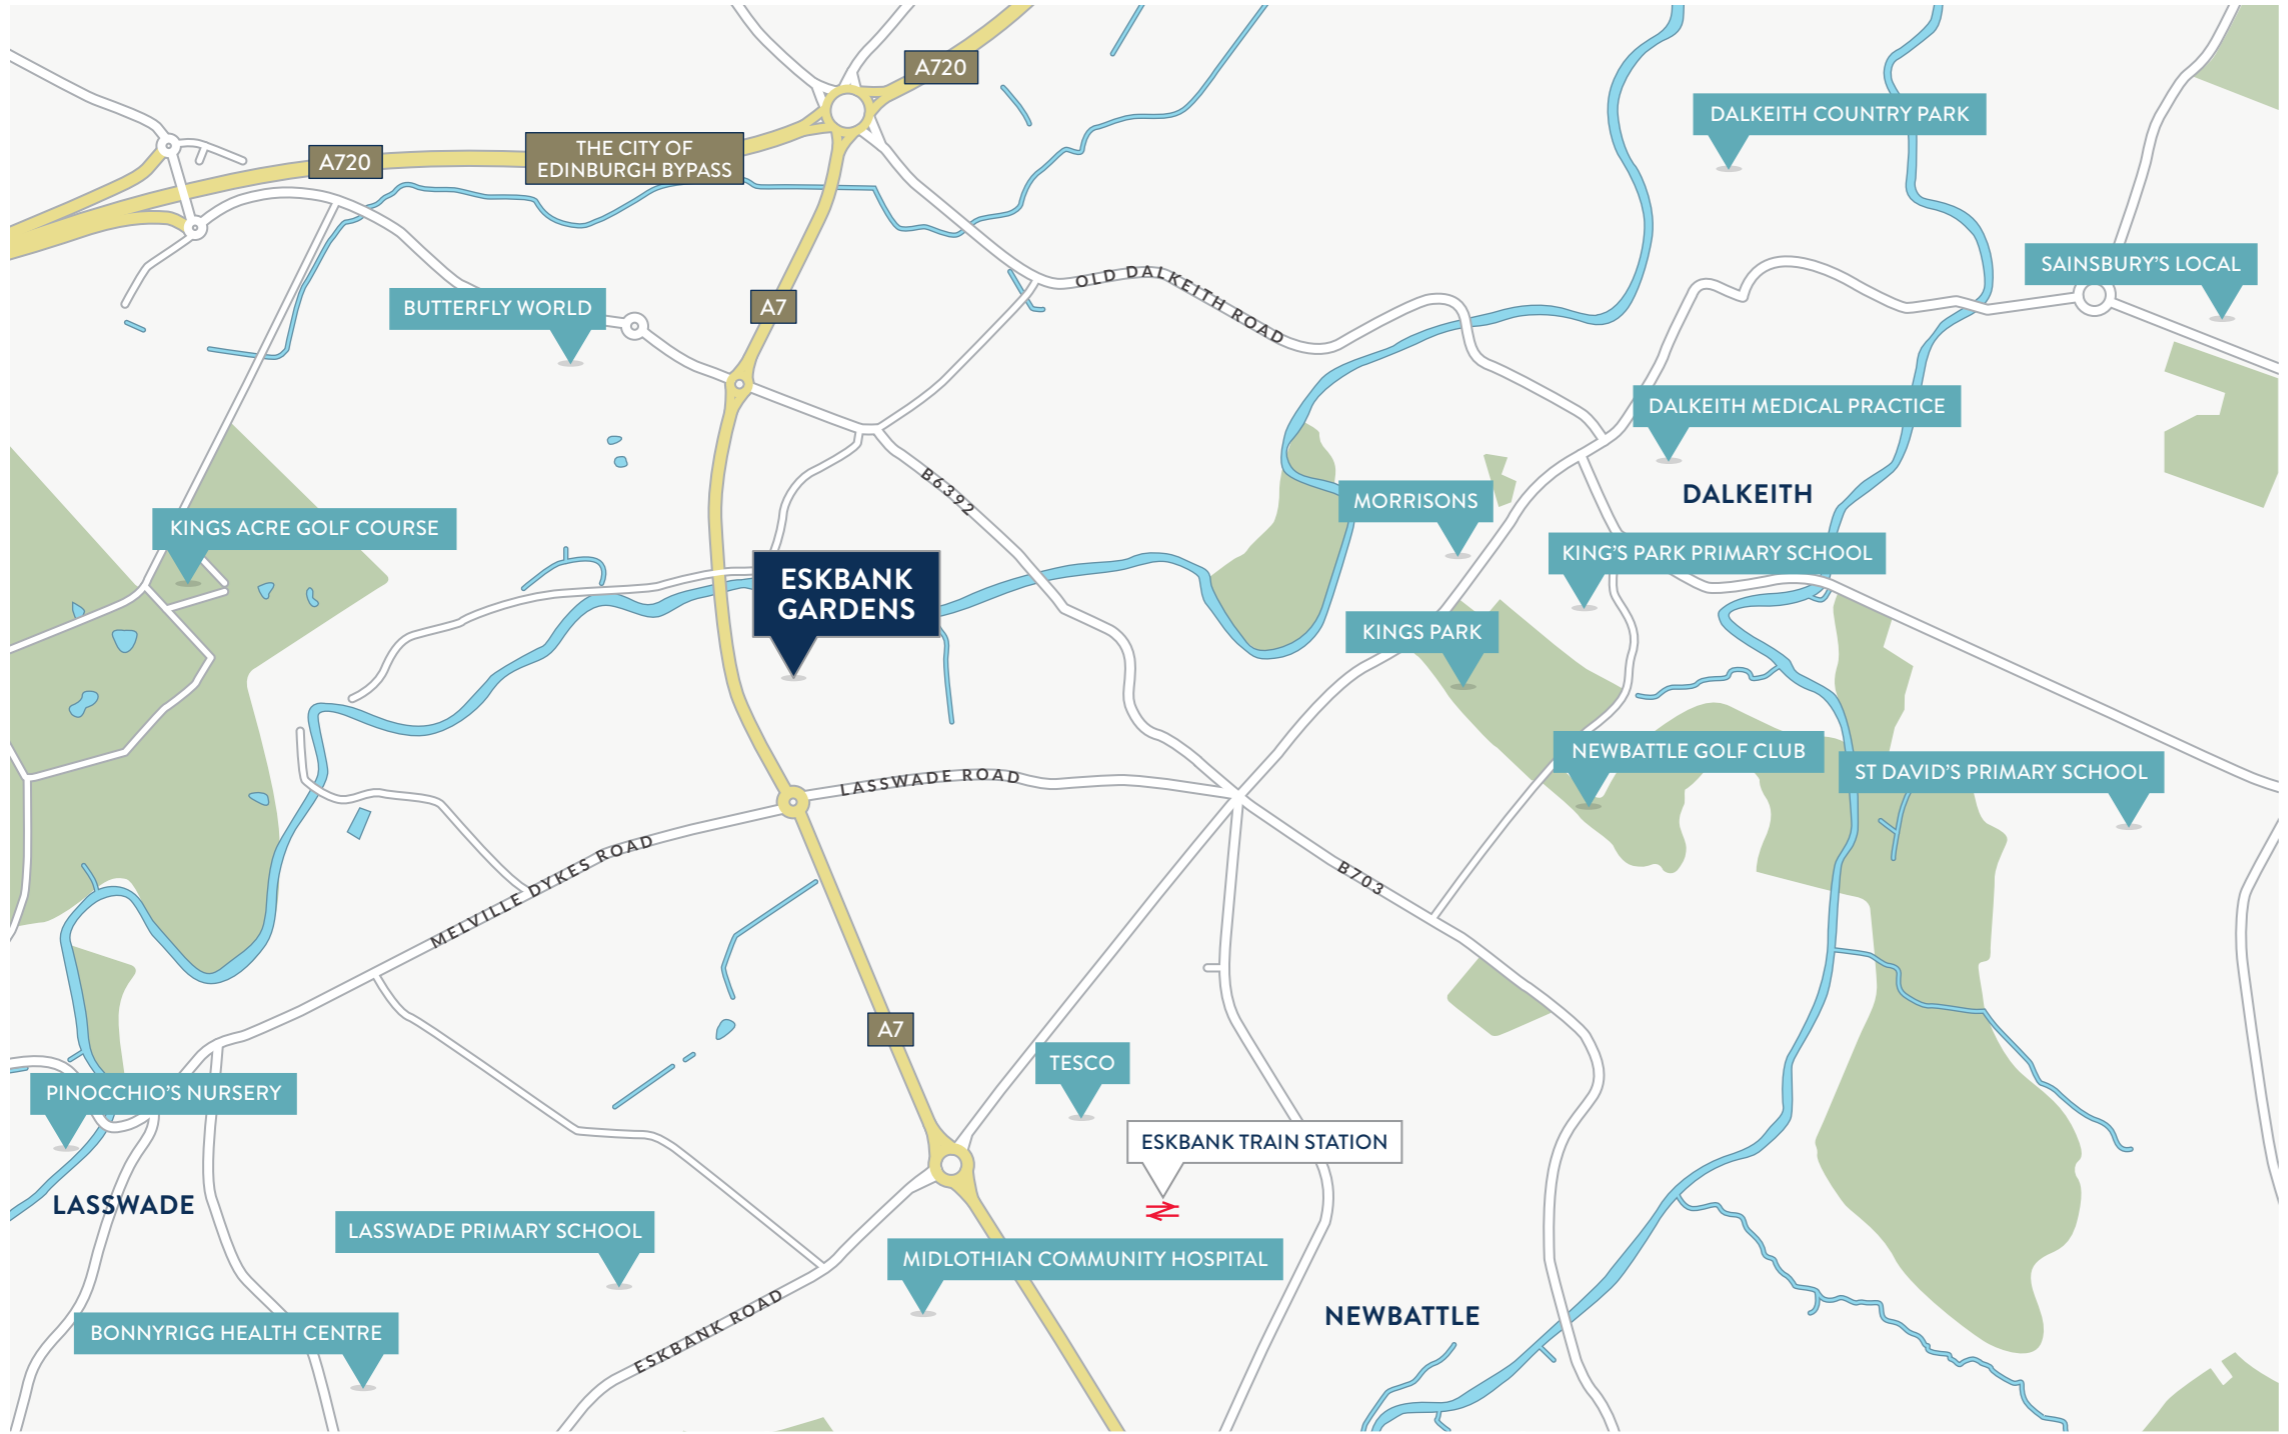 A720
DALKEITH COUNTRY PARK
THE CITY OF
EDINBURGH BYPASS
A720
SAINSBURY'S LOCAL
OLD DALKEITH ROAD
BUTTERFLY WORLD
A7
DALKEITH MEDICAL PRACTICE
B6392
MORRISONS
DALKEITH
KINGS ACRE GOLF COURSE
KING'S PARK PRIMARY SCHOOL
ESKBANK
GARDENS
KINGS PARK
NEWBATTLE GOLF CLUB
ST DAVID'S PRIMARY SCHOOL
LASSWADE ROAD
MELVILLE DYKES ROAD
B703
A7
TESCO
PINOCCHIO'S NURSERY
ESKBANK TRAIN STATION
LASSWADE
LASSWADE PRIMARY SCHOOL
MIDLOTHIAN COMMUNITY HOSPITAL
NEWBATTLE
BONNYRIGG HEALTH CENTRE
ESKBANK ROAD